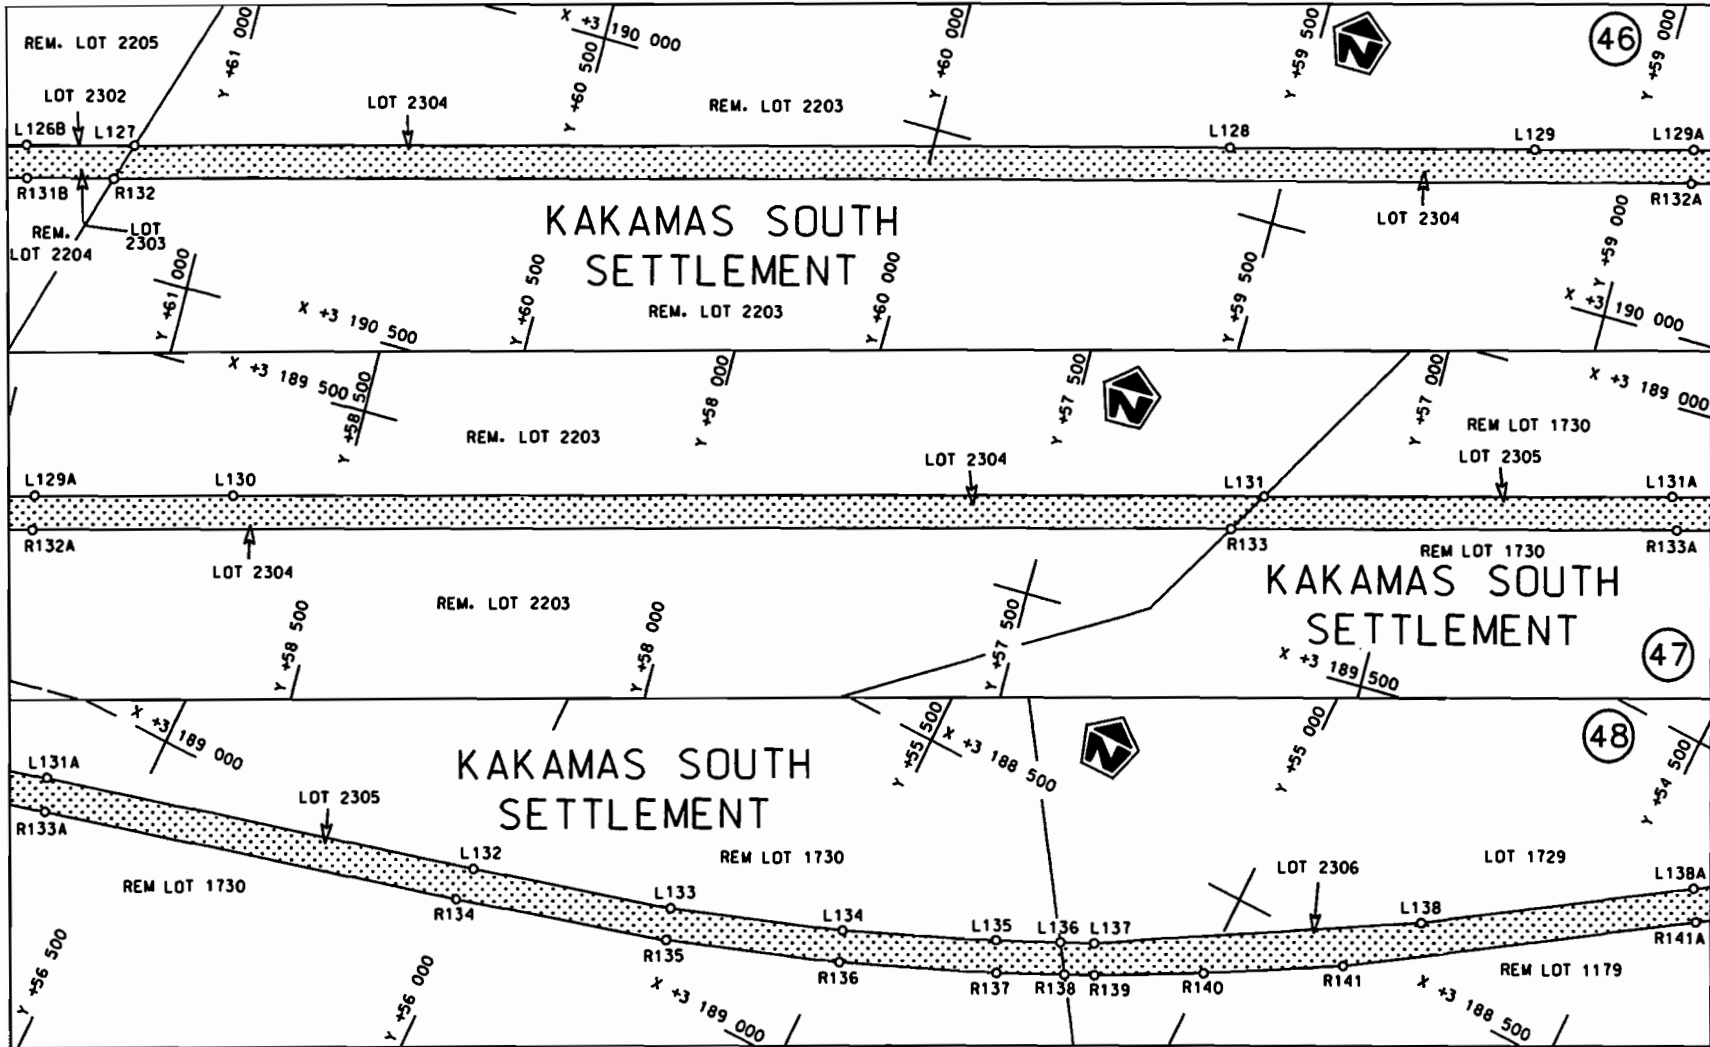 REM. LOT 2205
Y +61 000
X +3 190 000
Y +60 500
Y +60 000
Y +59 500
N
46
Y +59 000
LOT 2302
LOT 2304
REM. LOT 2203
L126B
L127
L128
L129
L129A
R131B
R132
R132A
LOT 2304
REM.
LOT 2204
LOT
2303
KAKAMAS SOUTH
SETTLEMENT
REM. LOT 2203
Y +61 000
X +3 190 500
Y +60 500
Y +60 000
Y +59 500
Y +59 000
X +3 190 000
X +3 189 500
Y +58 500
Y +58 000
Y +57 500
N
Y +57 000
X +3 189 000
REM. LOT 2203
REM LOT 1730
LOT 2304
LOT 2305
L129A
L130
L131
L131A
R132A
R133
R133A
LOT 2304
REM. LOT 2203
REM LOT 1730
KAKAMAS SOUTH
SETTLEMENT
Y +58 500
Y +58 000
Y +57 500
X +3 189 500
47
X +3 189 000
KAKAMAS SOUTH
SETTLEMENT
Y +55 500
X +3 188 500
N
Y +55 000
48
Y +54 500
L131A
LOT 2305
R133A
L132
REM LOT 1730
LOT 2306
LOT 1729
REM LOT 1730
R134
L133
L134
L135
L136
L137
L138
L138A
R135
R136
R137
R138
R139
R140
R141
R141A
REM LOT 1179
Y +56 500
Y +56 000
X +3 189 000
X +3 188 500